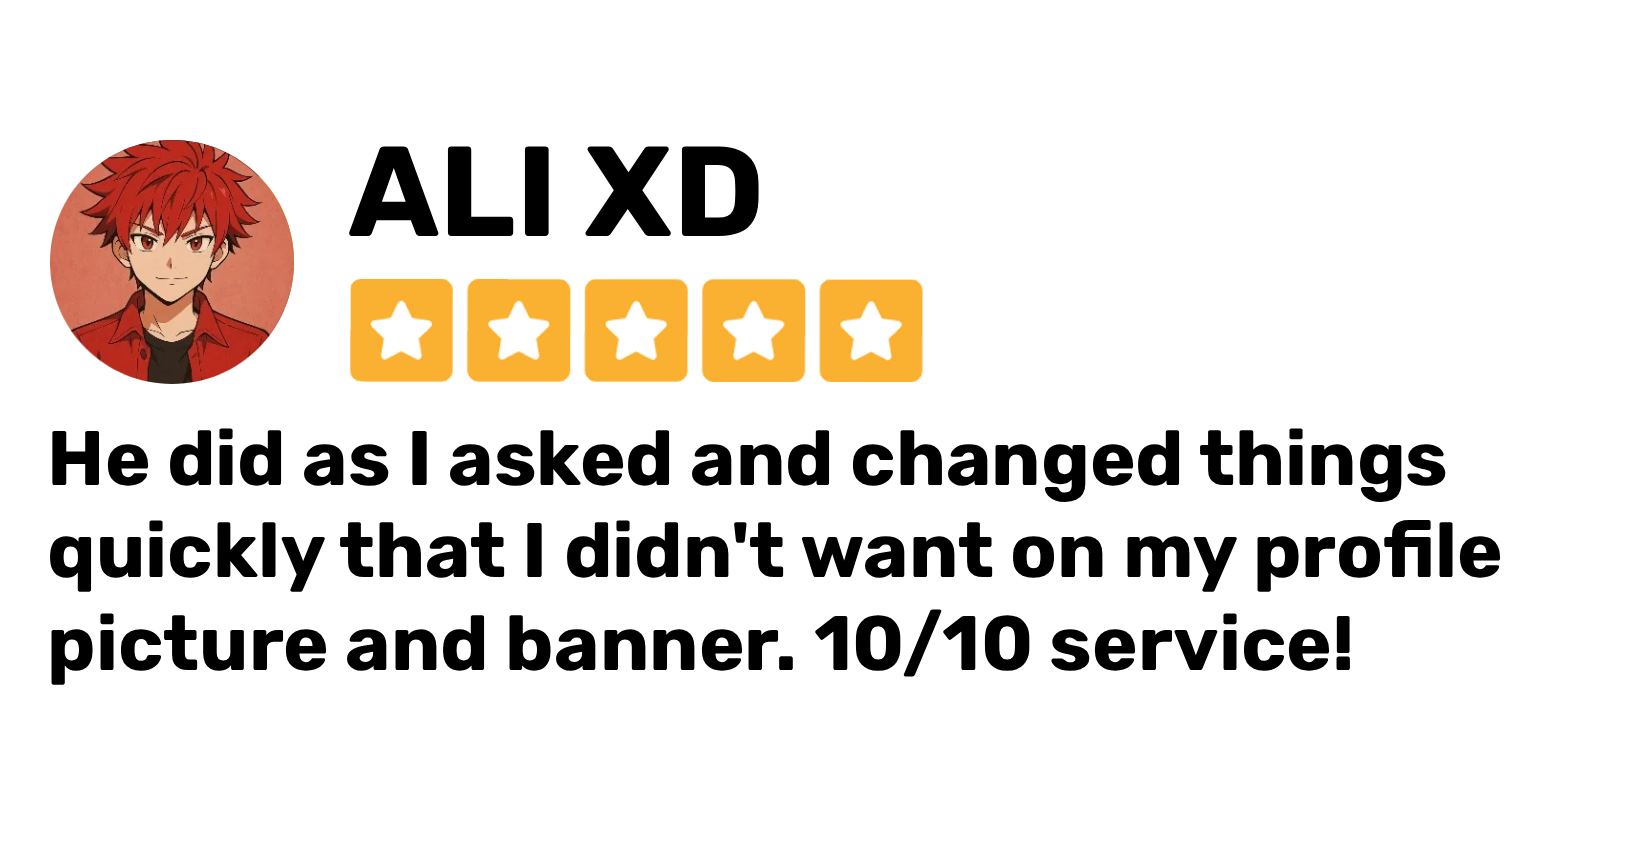 ALI XD
He did as I asked and changed things
quickly that I didn't want on my profile
picture and banner. 10/10 service!